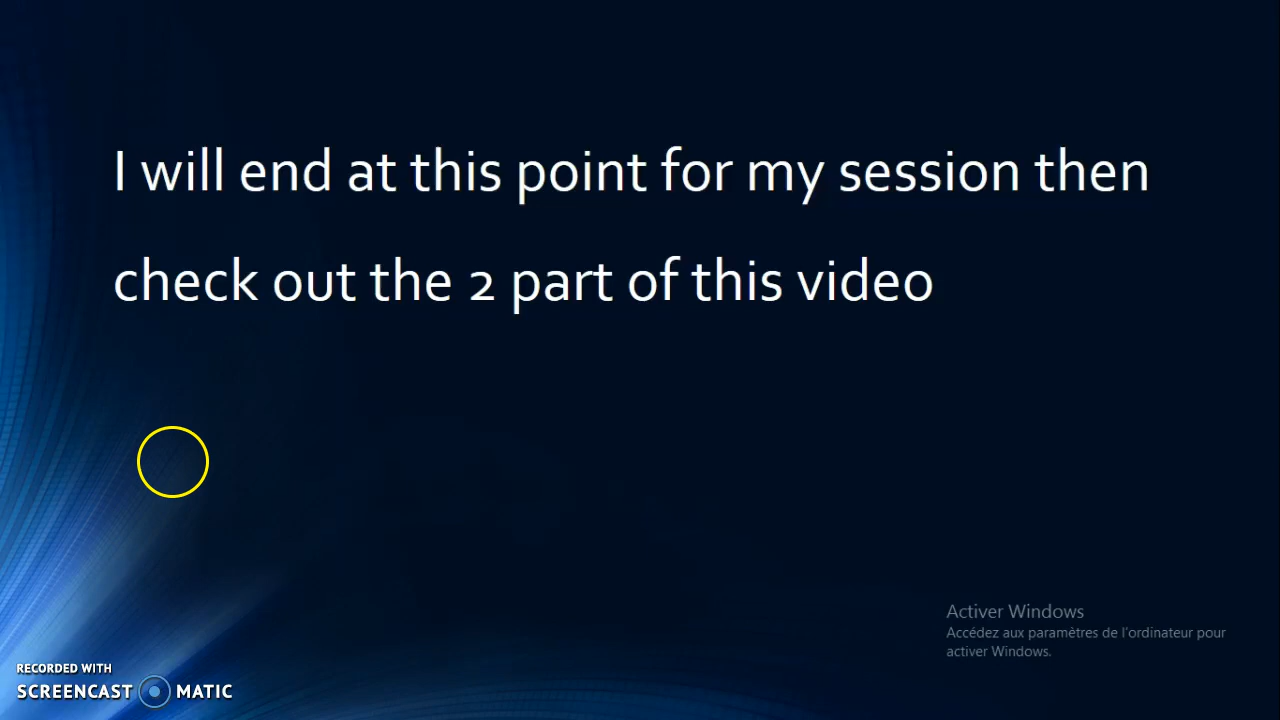 I will end at this point for my session then
check out the 2 part of this video
Activer Windows
Accédez aux paramètres de l'ordinateur pour
activer Windows.
RECORDED WITH
SCREENCAST MATIC